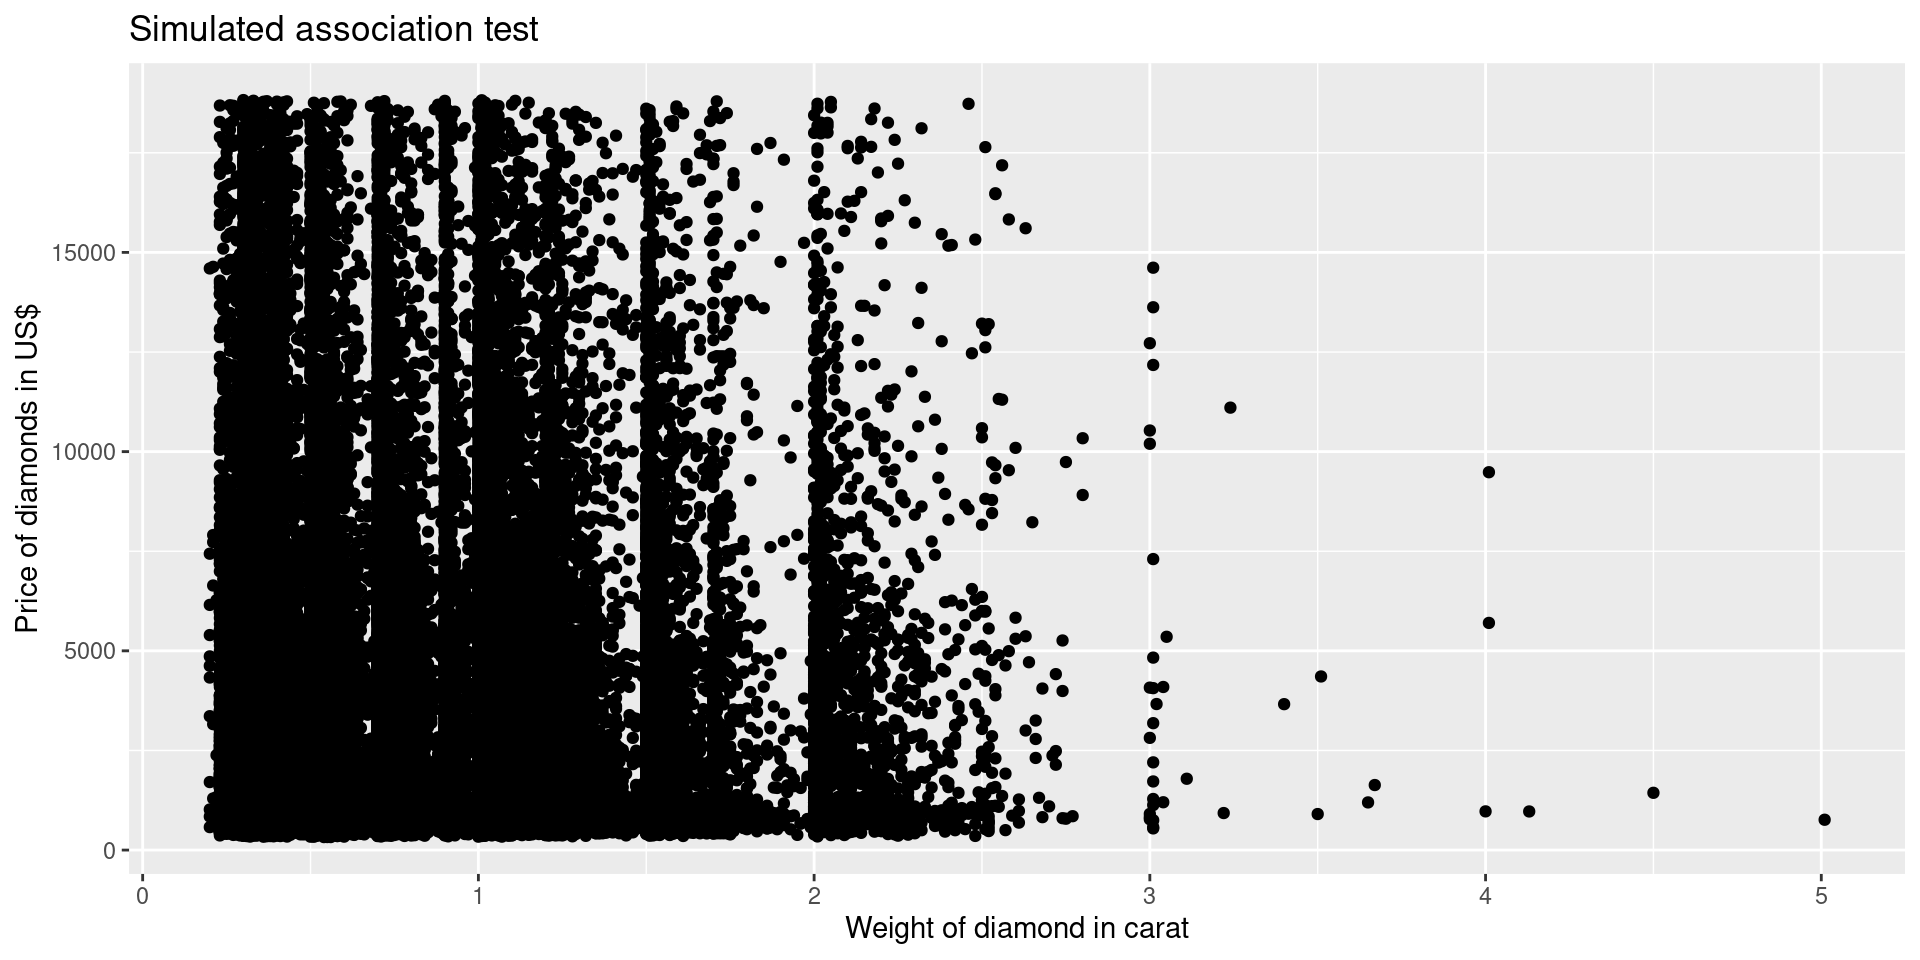 Simulated association test
Price of diamonds in US$
15000
10000
5000
0
0 1 2 3 4 5
Weight of diamond in carat